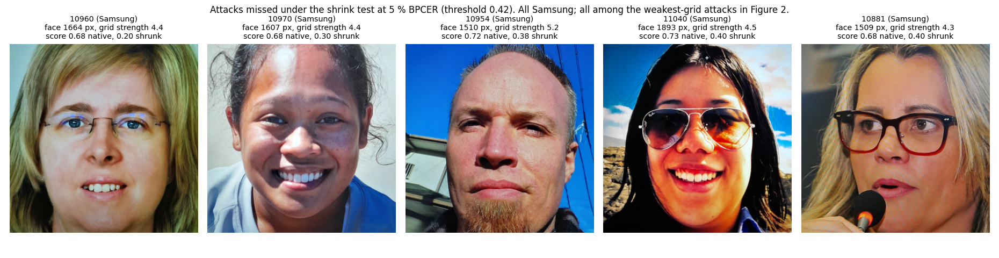 Attacks missed under the shrink test at 5 % BPCER (threshold 0.42). All Samsung; all among the weakest-grid attacks in Figure 2.
10960 (Samsung)
face 1664 px, grid strength 4.4
score 0.68 native, 0.20 shrunk
10970 (Samsung)
face 1607 px, grid strength 4.4
score 0.68 native, 0.30 shrunk
10954 (Samsung)
face 1510 px, grid strength 5.2
score 0.72 native, 0.38 shrunk
11040 (Samsung)
face 1893 px, grid strength 4.5
score 0.73 native, 0.40 shrunk
10881 (Samsung)
face 1509 px, grid strength 4.3
score 0.68 native, 0.40 shrunk